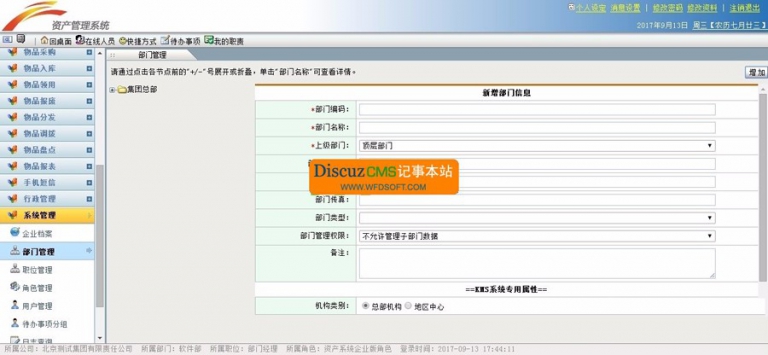 资产管理系统
个人设定 消息设置 | 修改密码 | 修改资料 | 注销退出
2017年9月13日 周三【农历七月廿三】
回桌面 在线人员 快捷方式 待办事项 我的职责
物品采购
物品入库
物品领用
物品报废
物品分发
物品调拨
物品盘点
物品报表
手机短信
行政管理
系统管理
企业档案
部门管理
职位管理
角色管理
用户管理
待办事项分组
日志查询
部门管理
请通过点击各节点前的"+/-"号展开或折叠,单击"部门名称"可查看详情。
增加
集团总部
新增部门信息
*部门编码:
*部门名称:
*上级部门: 顶层部门
Discuz CMS记事本站
WWW.WFDSOFT.COM
部门传真:
部门类型:
部门管理权限: 不允许管理子部门数据
备注:
==KMS系统专用属性==
机构类别: 总部机构 地区中心
所属公司: 北京测试集团有限责任公司 所属部门: 软件部 所属职位: 部门经理 所属角色: 资产系统企业版角色 登录时间: 2017-09-13 17:44:11